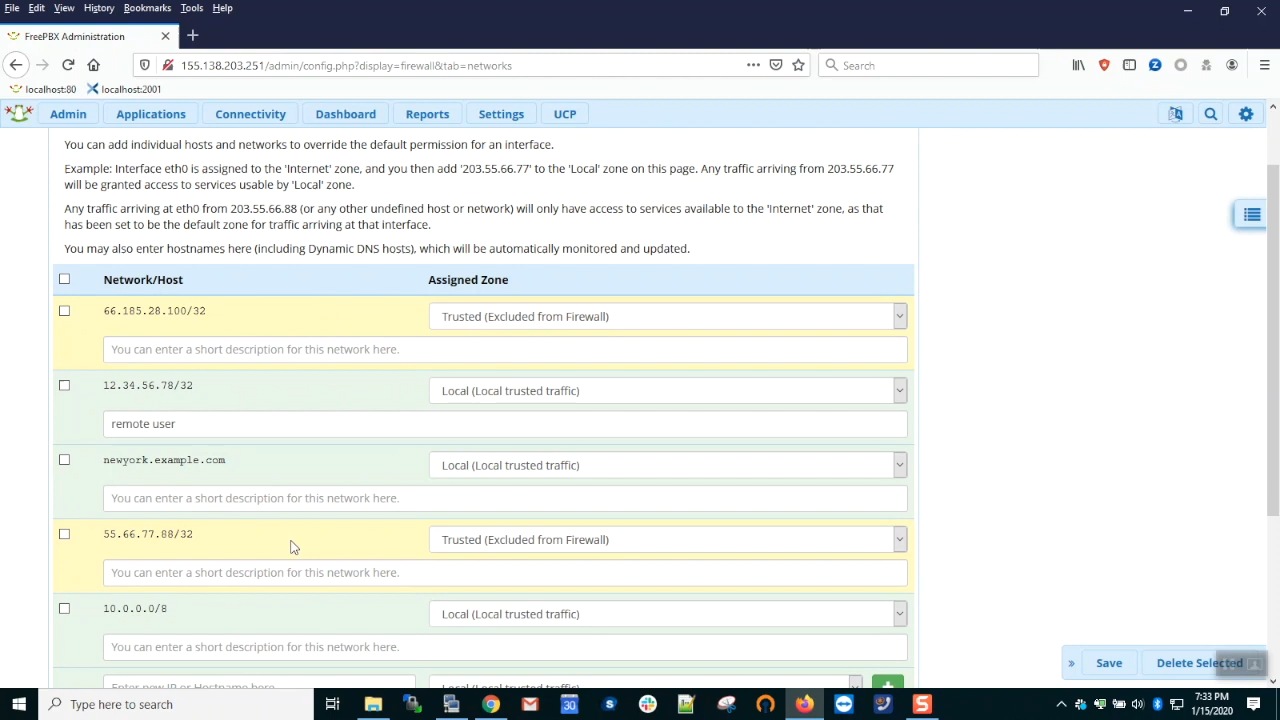 File Edit View History Bookmarks Tools Help
FreePBX Administration
155.138.203.251/admin/config.php?display=firewall&tab=networks
Search
localhost:80 localhost:2001
Admin Applications Connectivity Dashboard Reports Settings UCP
You can add individual hosts and networks to override the default permission for an interface.
Example: Interface eth0 is assigned to the 'Internet' zone, and you then add '203.55.66.77' to the 'Local' zone on this page. Any traffic arriving from 203.55.66.77
will be granted access to services usable by 'Local' zone.
Any traffic arriving at eth0 from 203.55.66.88 (or any other undefined host or network) will only have access to services available to the 'Internet' zone, as that
has been set to be the default zone for traffic arriving at that interface.
You may also enter hostnames here (including Dynamic DNS hosts), which will be automatically monitored and updated.
Network/Host Assigned Zone
66.185.28.100/32 Trusted (Excluded from Firewall)
You can enter a short description for this network here.
12.34.56.78/32 Local (Local trusted traffic)
remote user
newyork.example.com Local (Local trusted traffic)
You can enter a short description for this network here.
55.66.77.88/32 Trusted (Excluded from Firewall)
You can enter a short description for this network here.
10.0.0.0/8 Local (Local trusted traffic)
You can enter a short description for this network here.
Enter new IP or Hostname here Local (Local trusted traffic)
» Save Delete Selected
Type here to search
7:33 PM
1/15/2020